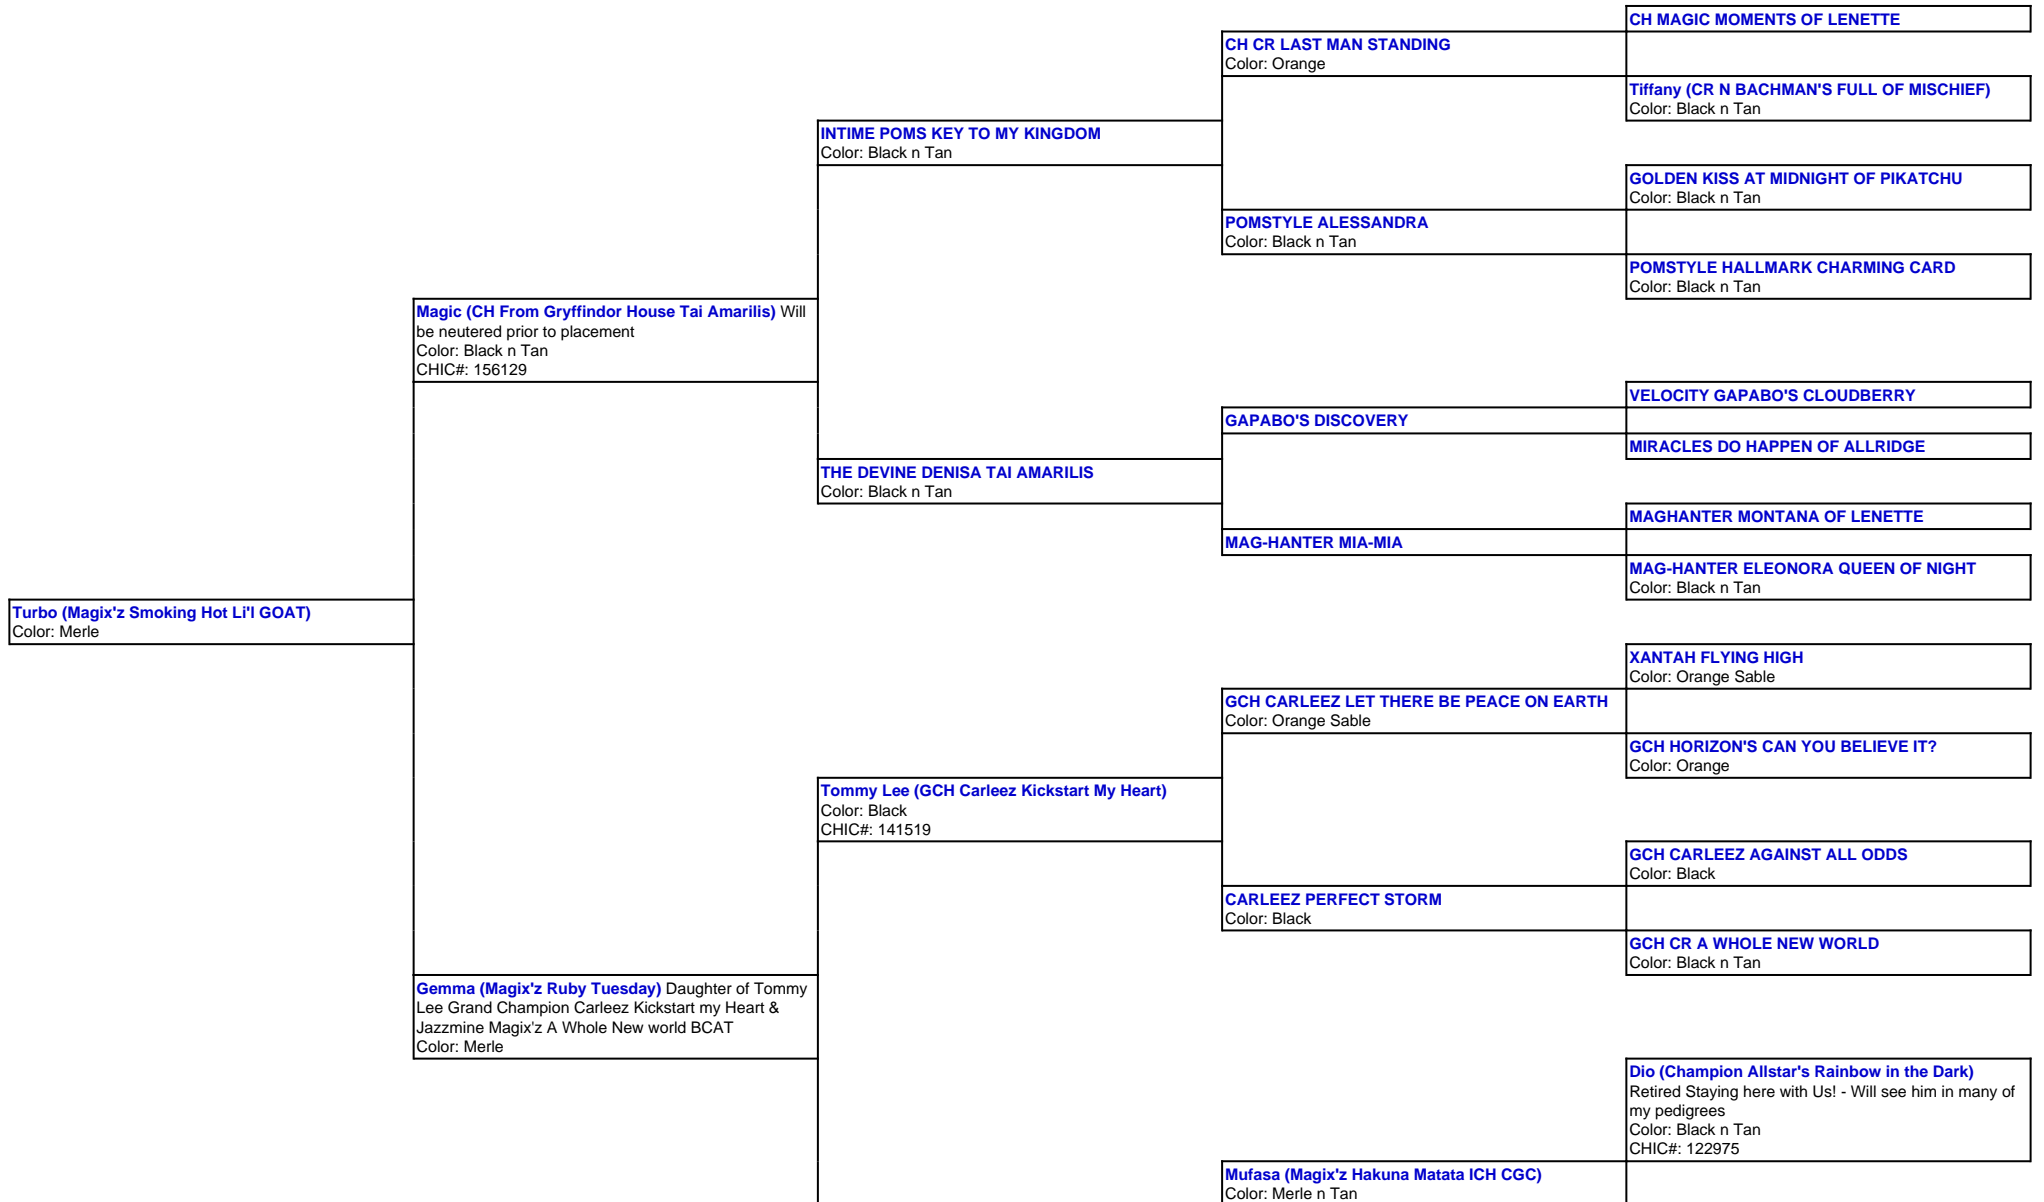 CH MAGIC MOMENTS OF LENETTE
CH CR LAST MAN STANDING
Color: Orange
Tiffany (CR N BACHMAN'S FULL OF MISCHIEF)
Color: Black n Tan
INTIME POMS KEY TO MY KINGDOM
Color: Black n Tan
GOLDEN KISS AT MIDNIGHT OF PIKATCHU
Color: Black n Tan
POMSTYLE ALESSANDRA
Color: Black n Tan
POMSTYLE HALLMARK CHARMING CARD
Color: Black n Tan
Magic (CH From Gryffindor House Tai Amarilis) Will
be neutered prior to placement
Color: Black n Tan
CHIC#: 156129
VELOCITY GAPABO'S CLOUDBERRY
GAPABO'S DISCOVERY
MIRACLES DO HAPPEN OF ALLRIDGE
THE DEVINE DENISA TAI AMARILIS
Color: Black n Tan
MAGHANTER MONTANA OF LENETTE
MAG-HANTER MIA-MIA
MAG-HANTER ELEONORA QUEEN OF NIGHT
Color: Black n Tan
Turbo (Magix'z Smoking Hot Li'l GOAT)
Color: Merle
XANTAH FLYING HIGH
Color: Orange Sable
GCH CARLEEZ LET THERE BE PEACE ON EARTH
Color: Orange Sable
GCH HORIZON'S CAN YOU BELIEVE IT?
Color: Orange
Tommy Lee (GCH Carleez Kickstart My Heart)
Color: Black
CHIC#: 141519
GCH CARLEEZ AGAINST ALL ODDS
Color: Black
CARLEEZ PERFECT STORM
Color: Black
GCH CR A WHOLE NEW WORLD
Color: Black n Tan
Gemma (Magix'z Ruby Tuesday) Daughter of Tommy
Lee Grand Champion Carleez Kickstart my Heart &
Jazzmine Magix'z A Whole New world BCAT
Color: Merle
Dio (Champion Allstar's Rainbow in the Dark)
Retired Staying here with Us! - Will see him in many of
my pedigrees
Color: Black n Tan
CHIC#: 122975
Mufasa (Magix'z Hakuna Matata ICH CGC)
Color: Merle n Tan